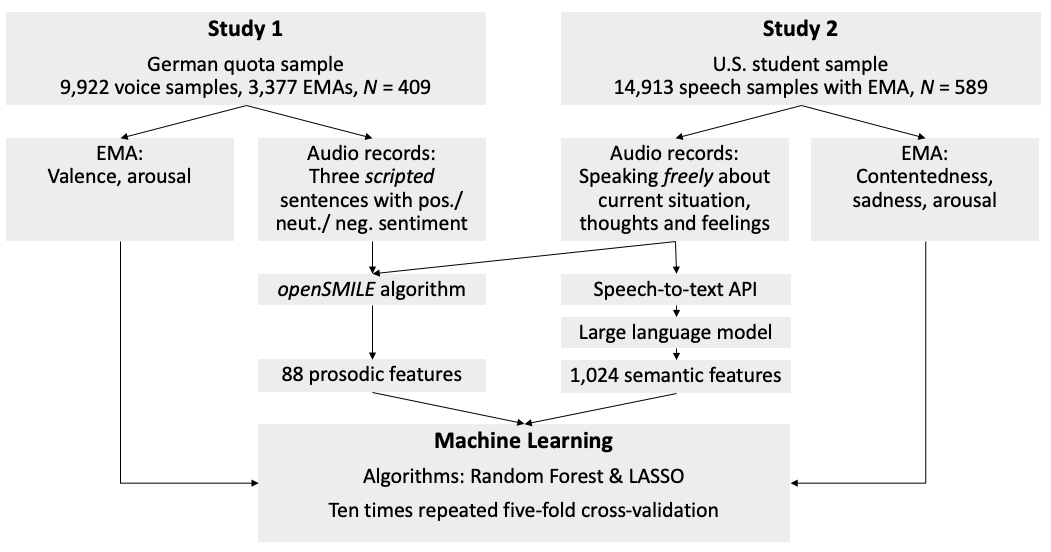 Study 1
German quota sample
9,922 voice samples, 3,377 EMAs, N = 409
Study 2
U.S. student sample
14,913 speech samples with EMA, N = 589
EMA:
Valence, arousal
Audio records:
Three scripted
sentences with pos./
neut./ neg. sentiment
Audio records:
Speaking freely about
current situation,
thoughts and feelings
EMA:
Contentedness,
sadness, arousal
openSMILE algorithm
Speech-to-text API
Large language model
88 prosodic features
1,024 semantic features
Machine Learning
Algorithms: Random Forest & LASSO
Ten times repeated five-fold cross-validation